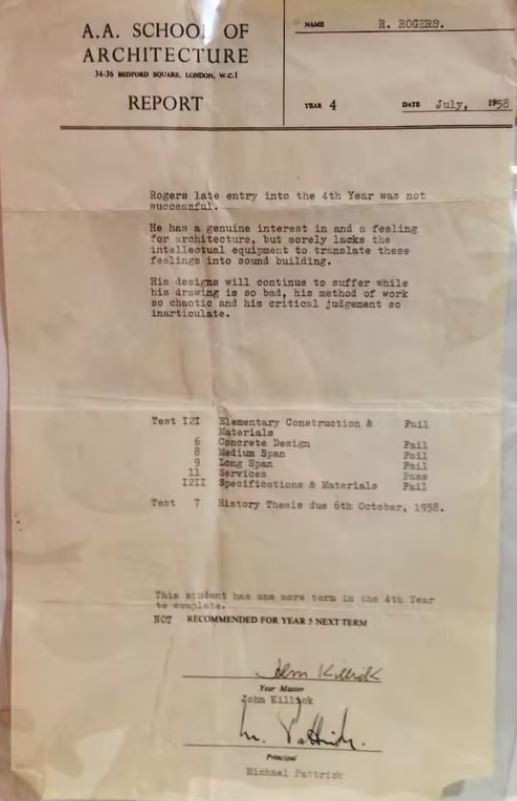 A.A. SCHOOL OF
ARCHITECTURE
34-36 BEDFORD SQUARE, LONDON, W.C.1
REPORT
NAME R. ROGERS.
YEAR 4 DATE July, 1958
Rogers late entry into the 4th Year was not
successful.
He has a genuine interest in and a feeling
for architecture, but sorely lacks the
intellectual equipment to translate these
feelings into sound building.
His designs will continue to suffer while
his drawing is so bad, his method of work
so chaotic and his critical judgement so
inarticulate.
Test I2I Elementary Construction & Fail
Materials
6 Concrete Design Fail
8 Medium Span Fail
9 Long Span Fail
11 Services Pass
I2II Specifications & Materials Fail
Test 7 History Thesis due 6th October, 1958.
This student has one more term in the 4th Year
to complete.
NOT RECOMMENDED FOR YEAR 5 NEXT TERM
John Killick
Year Master
John Killick
M. Pattrick.
Principal
Michael Pattrick